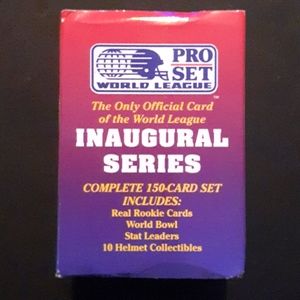 PRO
SET
WORLD LEAGUE
TM
The Only Official Card
of the World League
INAUGURAL
SERIES
COMPLETE 150-CARD SET
INCLUDES:
Real Rookie Cards
World Bowl
Stat Leaders
10 Helmet Collectibles